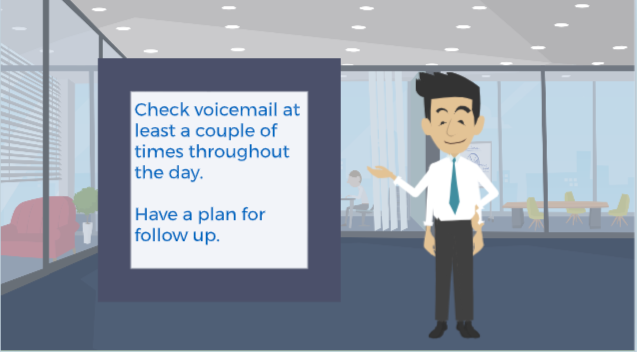 Check voicemail at
least a couple of
times throughout
the day.
Have a plan for
follow up.